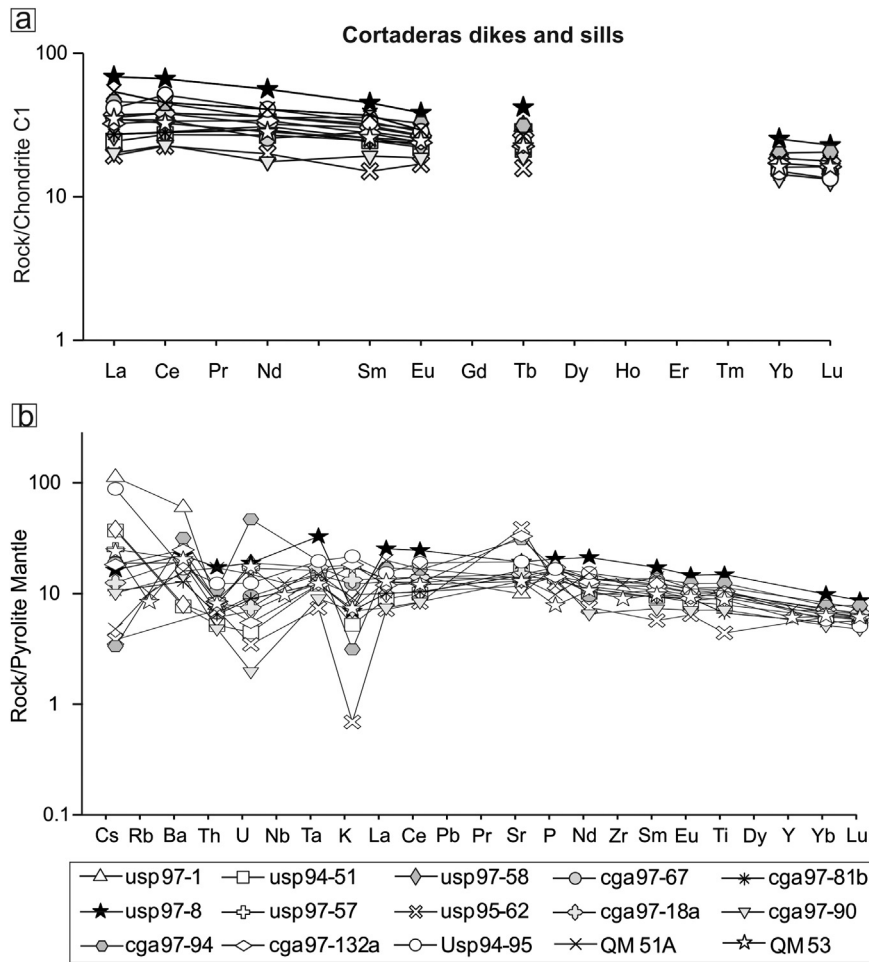 a
Cortaderas dikes and sills
100
10
1
Rock/Chondrite C1
La Ce Pr Nd Sm Eu Gd Tb Dy Ho Er Tm Yb Lu
b
100
10
1
0.1
Rock/Pyrolite Mantle
Cs Rb Ba Th U Nb Ta K La Ce Pb Pr Sr P Nd Zr Sm Eu Ti Dy Y Yb Lu
usp97-1 usp94-51 usp97-58 cga97-67 cga97-81b
usp97-8 usp97-57 usp95-62 cga97-18a cga97-90
cga97-94 cga97-132a Usp94-95 QM 51A QM 53